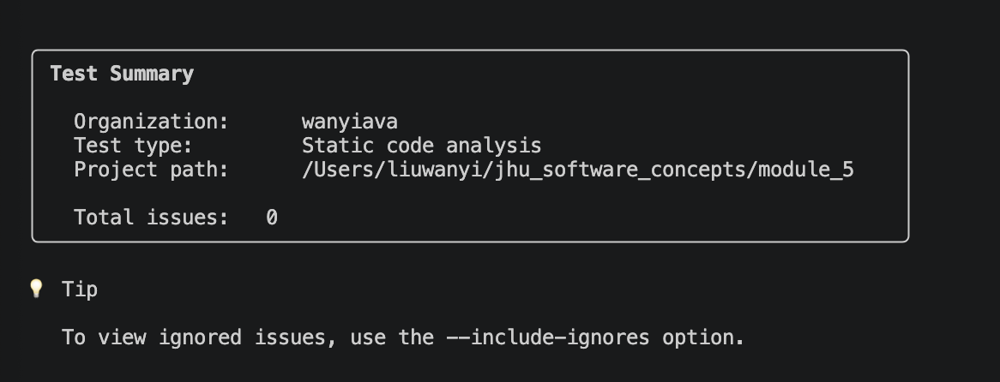 Test Summary
Organization: wanyiava
Test type: Static code analysis
Project path: /Users/liuwanyi/jhu_software_concepts/module_5
Total issues: 0
💡 Tip
To view ignored issues, use the --include-ignores option.